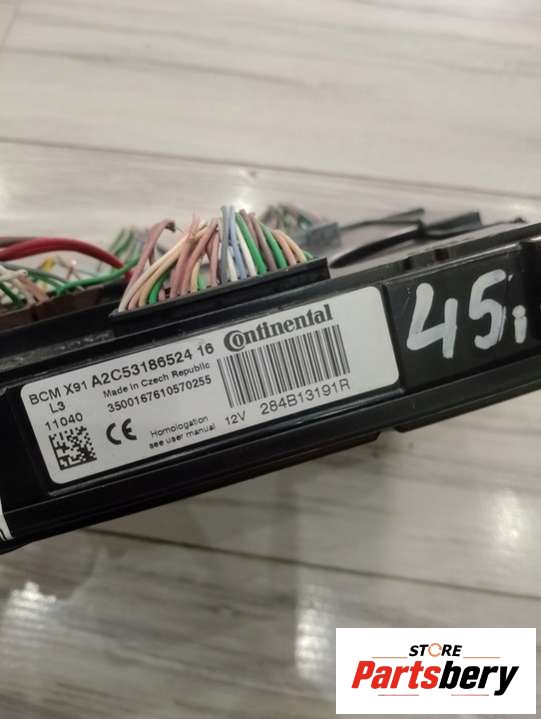 BCM X91 A2C53186524 16
Continental
L3
Made in Czech Republic
11040
3500167610570255
CE
Homologation
see user manual
12V
284B13191R
45i
STORE
Partsbery